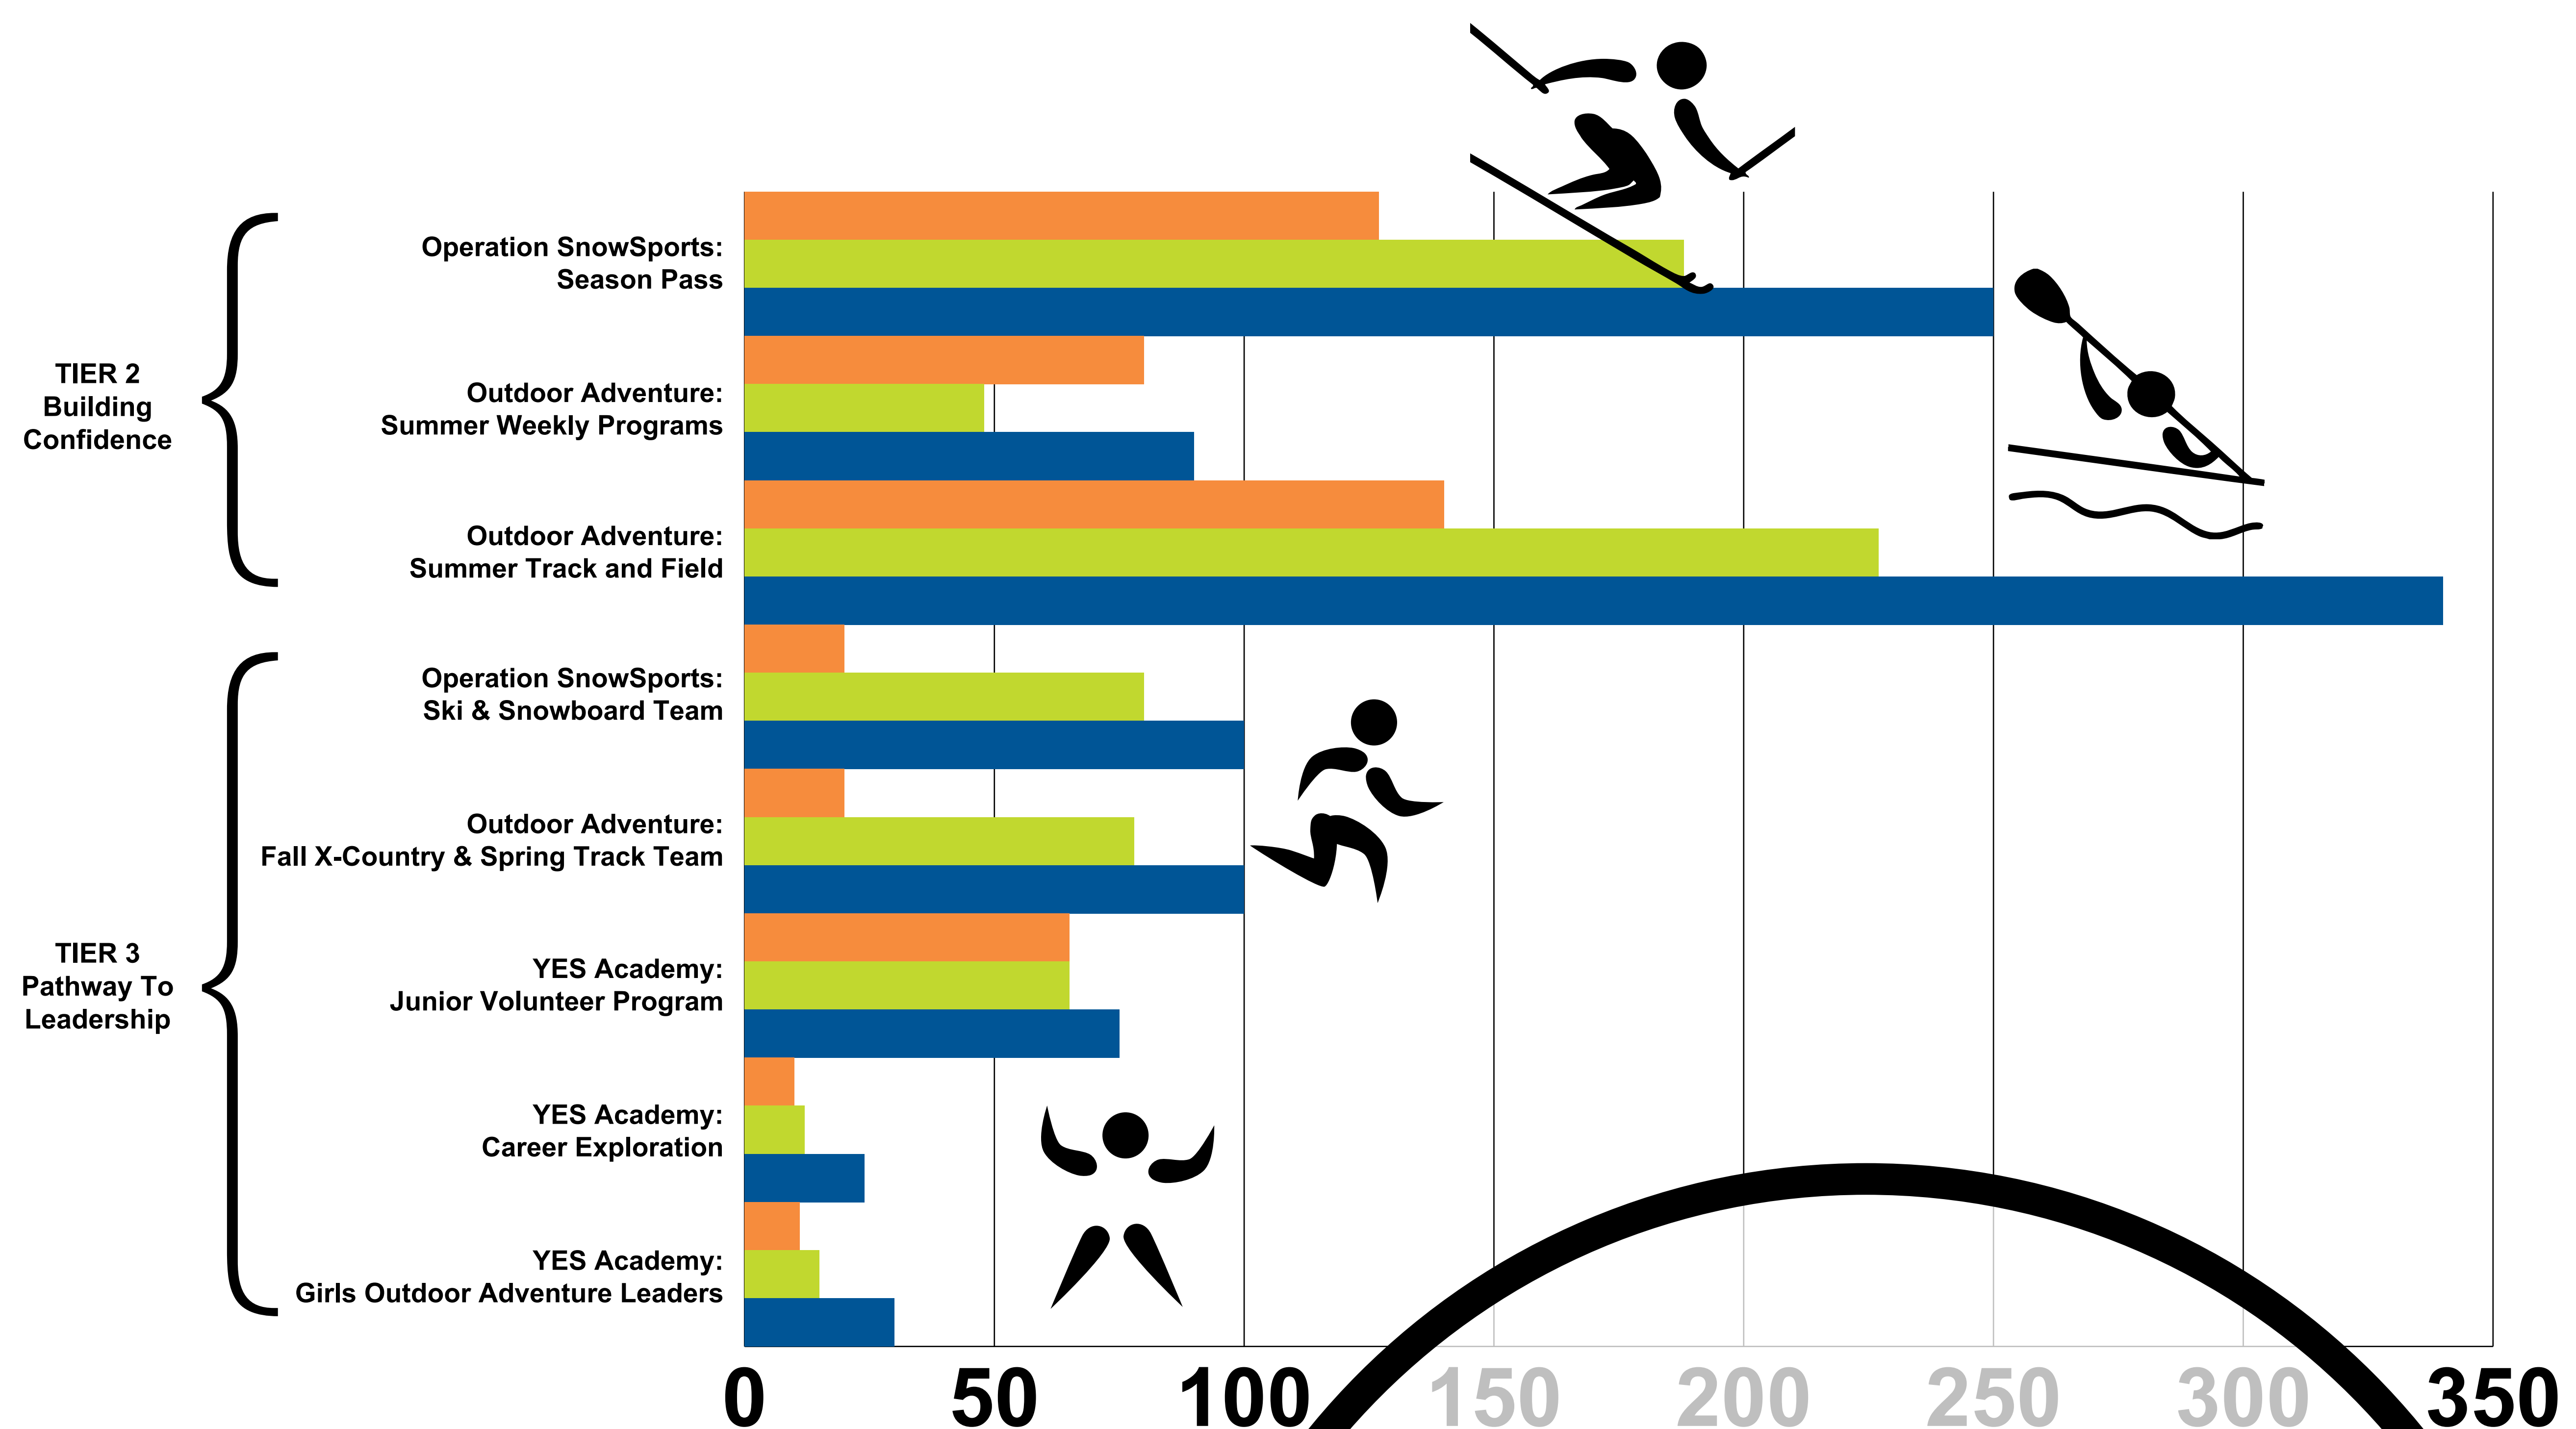 Operation SnowSports:
Season Pass
TIER 2
Building
Confidence
Outdoor Adventure:
Summer Weekly Programs
Outdoor Adventure:
Summer Track and Field
Operation SnowSports:
Ski & Snowboard Team
Outdoor Adventure:
Fall X-Country & Spring Track Team
TIER 3
Pathway To
Leadership
YES Academy:
Junior Volunteer Program
YES Academy:
Career Exploration
YES Academy:
Girls Outdoor Adventure Leaders
0 50 100 150 200 250 300 350